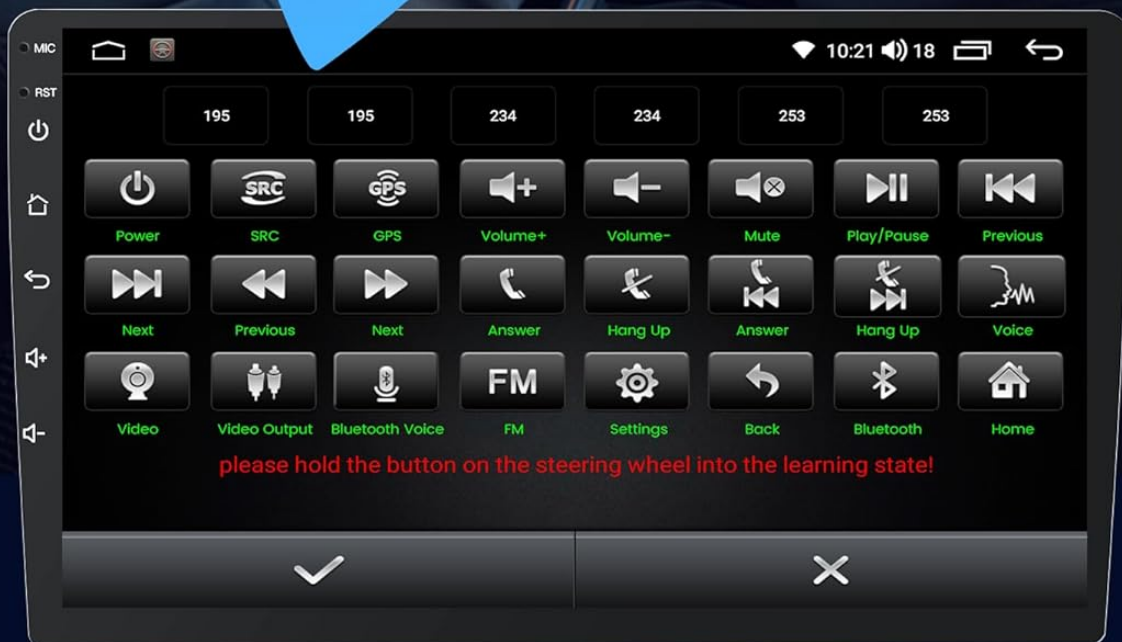 MIC
10:21 18
RST
195 195 234 234 253 253
SRC GPS
Power SRC GPS Volume+ Volume- Mute Play/Pause Previous
Next Previous Next Answer Hang Up Answer Hang Up Voice
FM
Video Video Output Bluetooth Voice FM Settings Back Bluetooth Home
please hold the button on the steering wheel into the learning state!